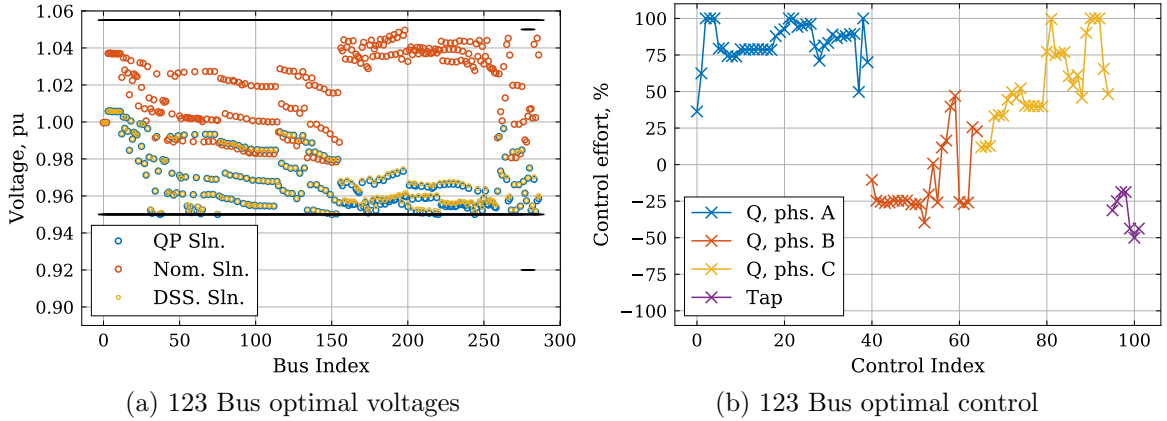 1.06
1.04
1.02
1.00
0.98
0.96
0.94
0.92
0.90
Voltage, pu
QP Sln.
Nom. Sln.
DSS. Sln.
0 50 100 150 200 250 300
Bus Index
(a) 123 Bus optimal voltages
100
75
50
25
0
−25
−50
−75
−100
Control effort, %
Q, phs. A
Q, phs. B
Q, phs. C
Tap
0 20 40 60 80 100
Control Index
(b) 123 Bus optimal control